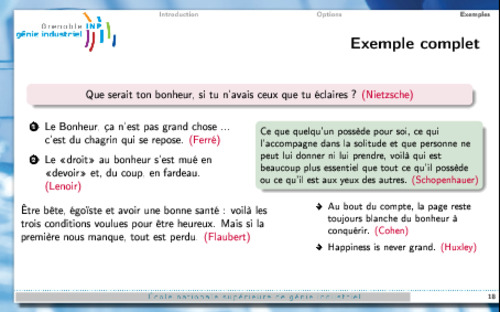 Introduction
Options
Exemples
Grenoble INP
génie industriel
Exemple complet
Que serait ton bonheur, si tu n'avais ceux que tu éclaires ? (Nietzsche)
1 Le Bonheur, ça n'est pas grand chose ...
c'est du chagrin qui se repose. (Ferré)
2 Le «droit» au bonheur s'est mué en
«devoir» et, du coup, en fardeau.
(Lenoir)
Être bête, égoïste et avoir une bonne santé : voilà les
trois conditions voulues pour être heureux. Mais si la
première nous manque, tout est perdu. (Flaubert)
Ce que quelqu'un possède pour soi, ce qui
l'accompagne dans la solitude et que personne ne
peut lui donner ni lui prendre, voilà qui est
beaucoup plus essentiel que tout ce qu'il possède
ou ce qu'il est aux yeux des autres. (Schopenhauer)
Au bout du compte, la page reste
toujours blanche du bonheur à
conquérir. (Cohen)
Happiness is never grand. (Huxley)
École nationale supérieure de génie industriel
18